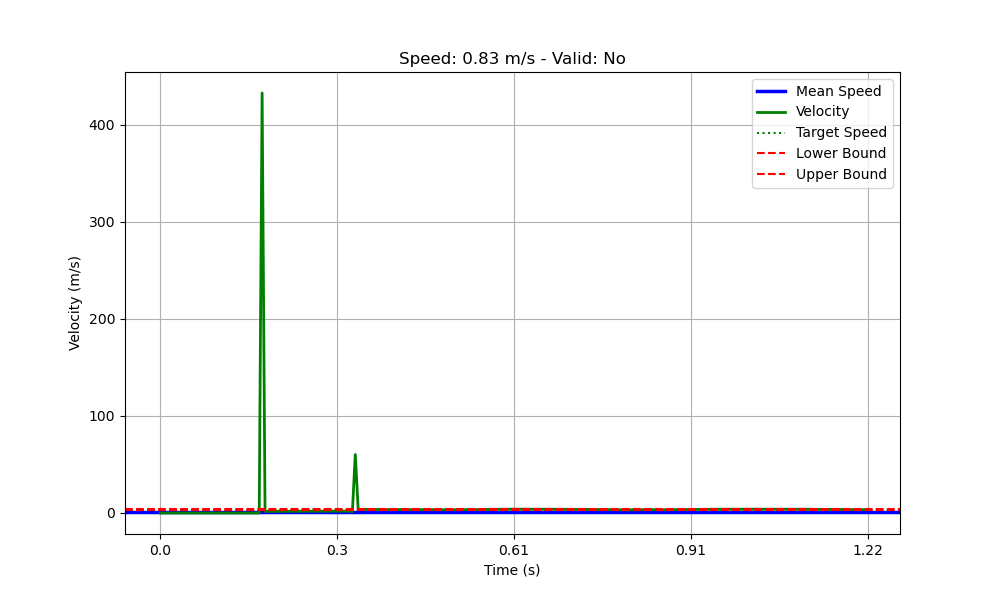 Speed: 0.83 m/s - Valid: No
Mean Speed
Velocity
Target Speed
Lower Bound
Upper Bound
Velocity (m/s)
400
300
200
100
0
0.0
0.3
0.61
0.91
1.22
Time (s)